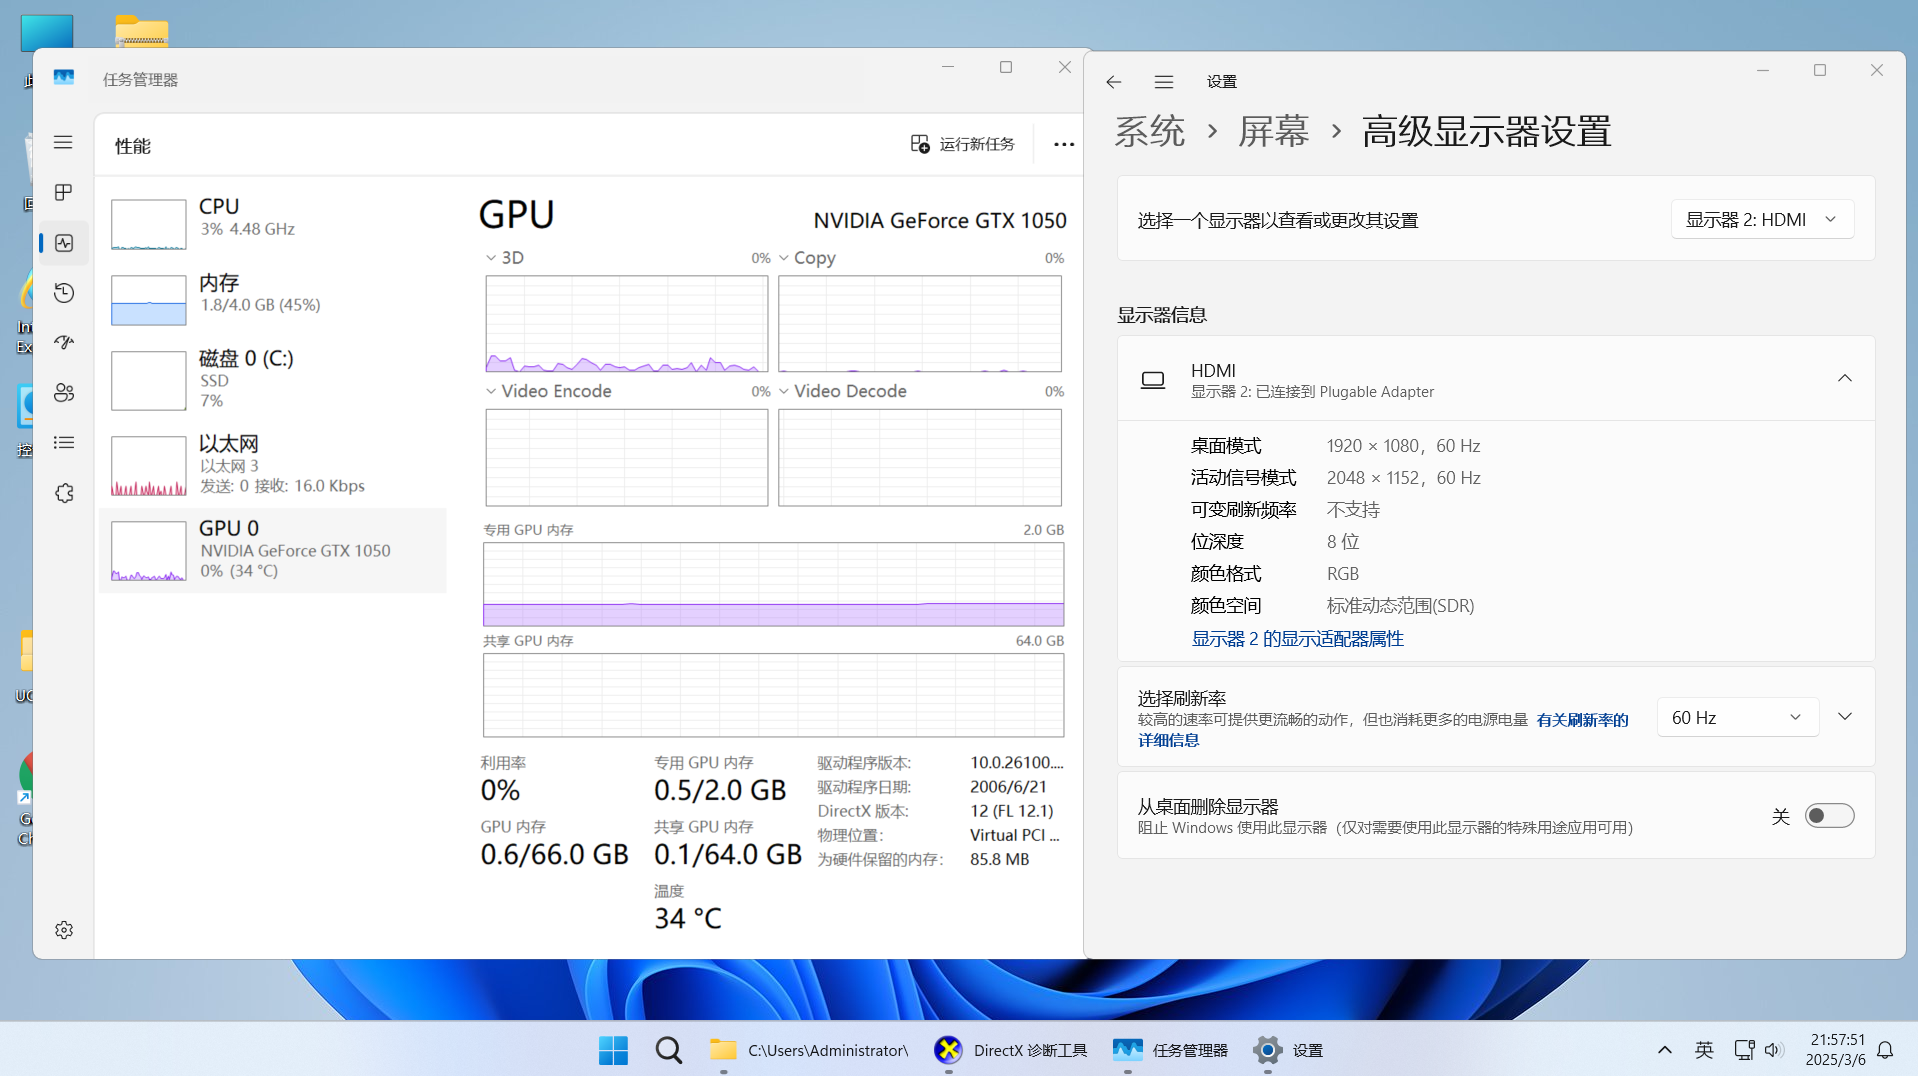 任务管理器
性能
运行新任务
CPU
3% 4.48 GHz
内存
1.8/4.0 GB (45%)
磁盘 0 (C:)
SSD
7%
以太网
以太网 3
发送: 0 接收: 16.0 Kbps
GPU 0
NVIDIA GeForce GTX 1050
0% (34 °C)
GPU
NVIDIA GeForce GTX 1050
3D 0%
Copy 0%
Video Encode 0%
Video Decode 0%
专用 GPU 内存 2.0 GB
共享 GPU 内存 64.0 GB
利用率
0%
专用 GPU 内存
0.5/2.0 GB
GPU 内存
0.6/66.0 GB
共享 GPU 内存
0.1/64.0 GB
温度
34 °C
驱动程序版本: 10.0.26100....
驱动程序日期: 2006/6/21
DirectX 版本: 12 (FL 12.1)
物理位置: Virtual PCI ...
为硬件保留的内存: 85.8 MB
设置
系统 › 屏幕 › 高级显示器设置
选择一个显示器以查看或更改其设置
显示器 2: HDMI
显示器信息
HDMI
显示器 2: 已连接到 Plugable Adapter
桌面模式 1920 × 1080，60 Hz
活动信号模式 2048 × 1152，60 Hz
可变刷新频率 不支持
位深度 8 位
颜色格式 RGB
颜色空间 标准动态范围(SDR)
显示器 2 的显示适配器属性
选择刷新率
较高的速率可提供更流畅的动作，但也消耗更多的电源电量 有关刷新率的
详细信息
60 Hz
从桌面删除显示器
阻止 Windows 使用此显示器（仅对需要使用此显示器的特殊用途应用可用）
关
C:\Users\Administrator\
DirectX 诊断工具
任务管理器
设置
英
21:57:51
2025/3/6